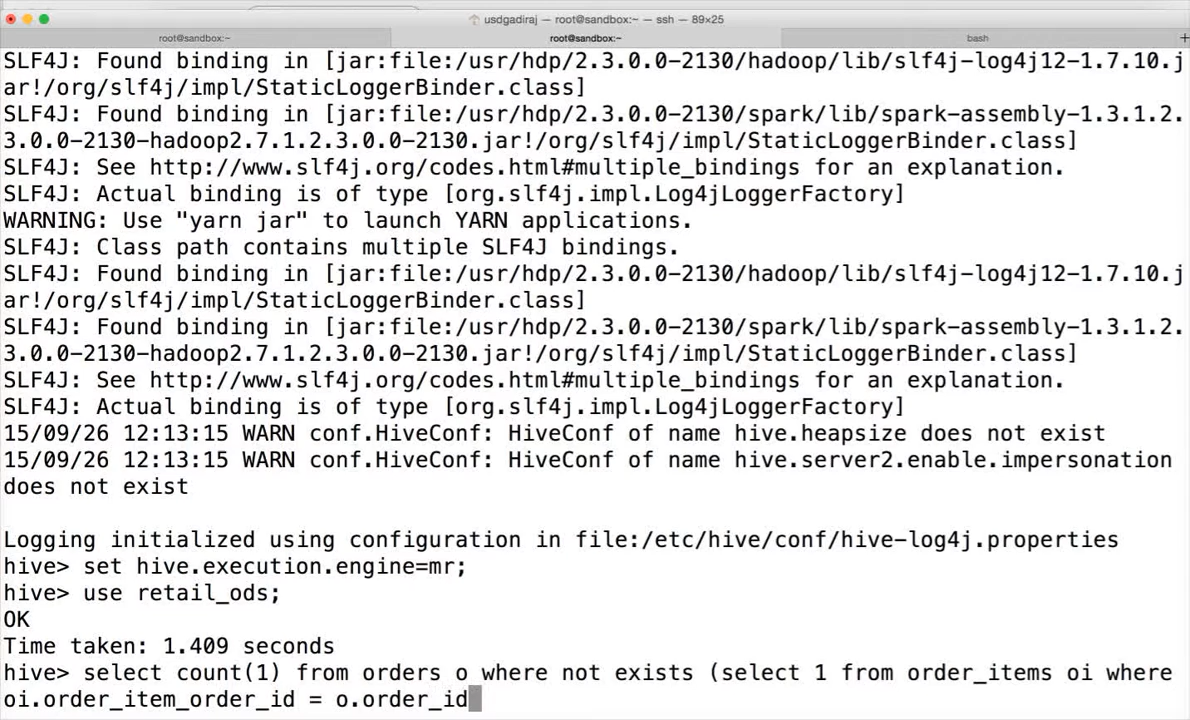 usdgadiraj — root@sandbox:~ — ssh — 89×25
root@sandbox:~ root@sandbox:~ bash +
SLF4J: Found binding in [jar:file:/usr/hdp/2.3.0.0-2130/hadoop/lib/slf4j-log4j12-1.7.10.j
ar!/org/slf4j/impl/StaticLoggerBinder.class]
SLF4J: Found binding in [jar:file:/usr/hdp/2.3.0.0-2130/spark/lib/spark-assembly-1.3.1.2.
3.0.0-2130-hadoop2.7.1.2.3.0.0-2130.jar!/org/slf4j/impl/StaticLoggerBinder.class]
SLF4J: See http://www.slf4j.org/codes.html#multiple_bindings for an explanation.
SLF4J: Actual binding is of type [org.slf4j.impl.Log4jLoggerFactory]
WARNING: Use "yarn jar" to launch YARN applications.
SLF4J: Class path contains multiple SLF4J bindings.
SLF4J: Found binding in [jar:file:/usr/hdp/2.3.0.0-2130/hadoop/lib/slf4j-log4j12-1.7.10.j
ar!/org/slf4j/impl/StaticLoggerBinder.class]
SLF4J: Found binding in [jar:file:/usr/hdp/2.3.0.0-2130/spark/lib/spark-assembly-1.3.1.2.
3.0.0-2130-hadoop2.7.1.2.3.0.0-2130.jar!/org/slf4j/impl/StaticLoggerBinder.class]
SLF4J: See http://www.slf4j.org/codes.html#multiple_bindings for an explanation.
SLF4J: Actual binding is of type [org.slf4j.impl.Log4jLoggerFactory]
15/09/26 12:13:15 WARN conf.HiveConf: HiveConf of name hive.heapsize does not exist
15/09/26 12:13:15 WARN conf.HiveConf: HiveConf of name hive.server2.enable.impersonation
does not exist
Logging initialized using configuration in file:/etc/hive/conf/hive-log4j.properties
hive> set hive.execution.engine=mr;
hive> use retail_ods;
OK
Time taken: 1.409 seconds
hive> select count(1) from orders o where not exists (select 1 from order_items oi where
oi.order_item_order_id = o.order_id